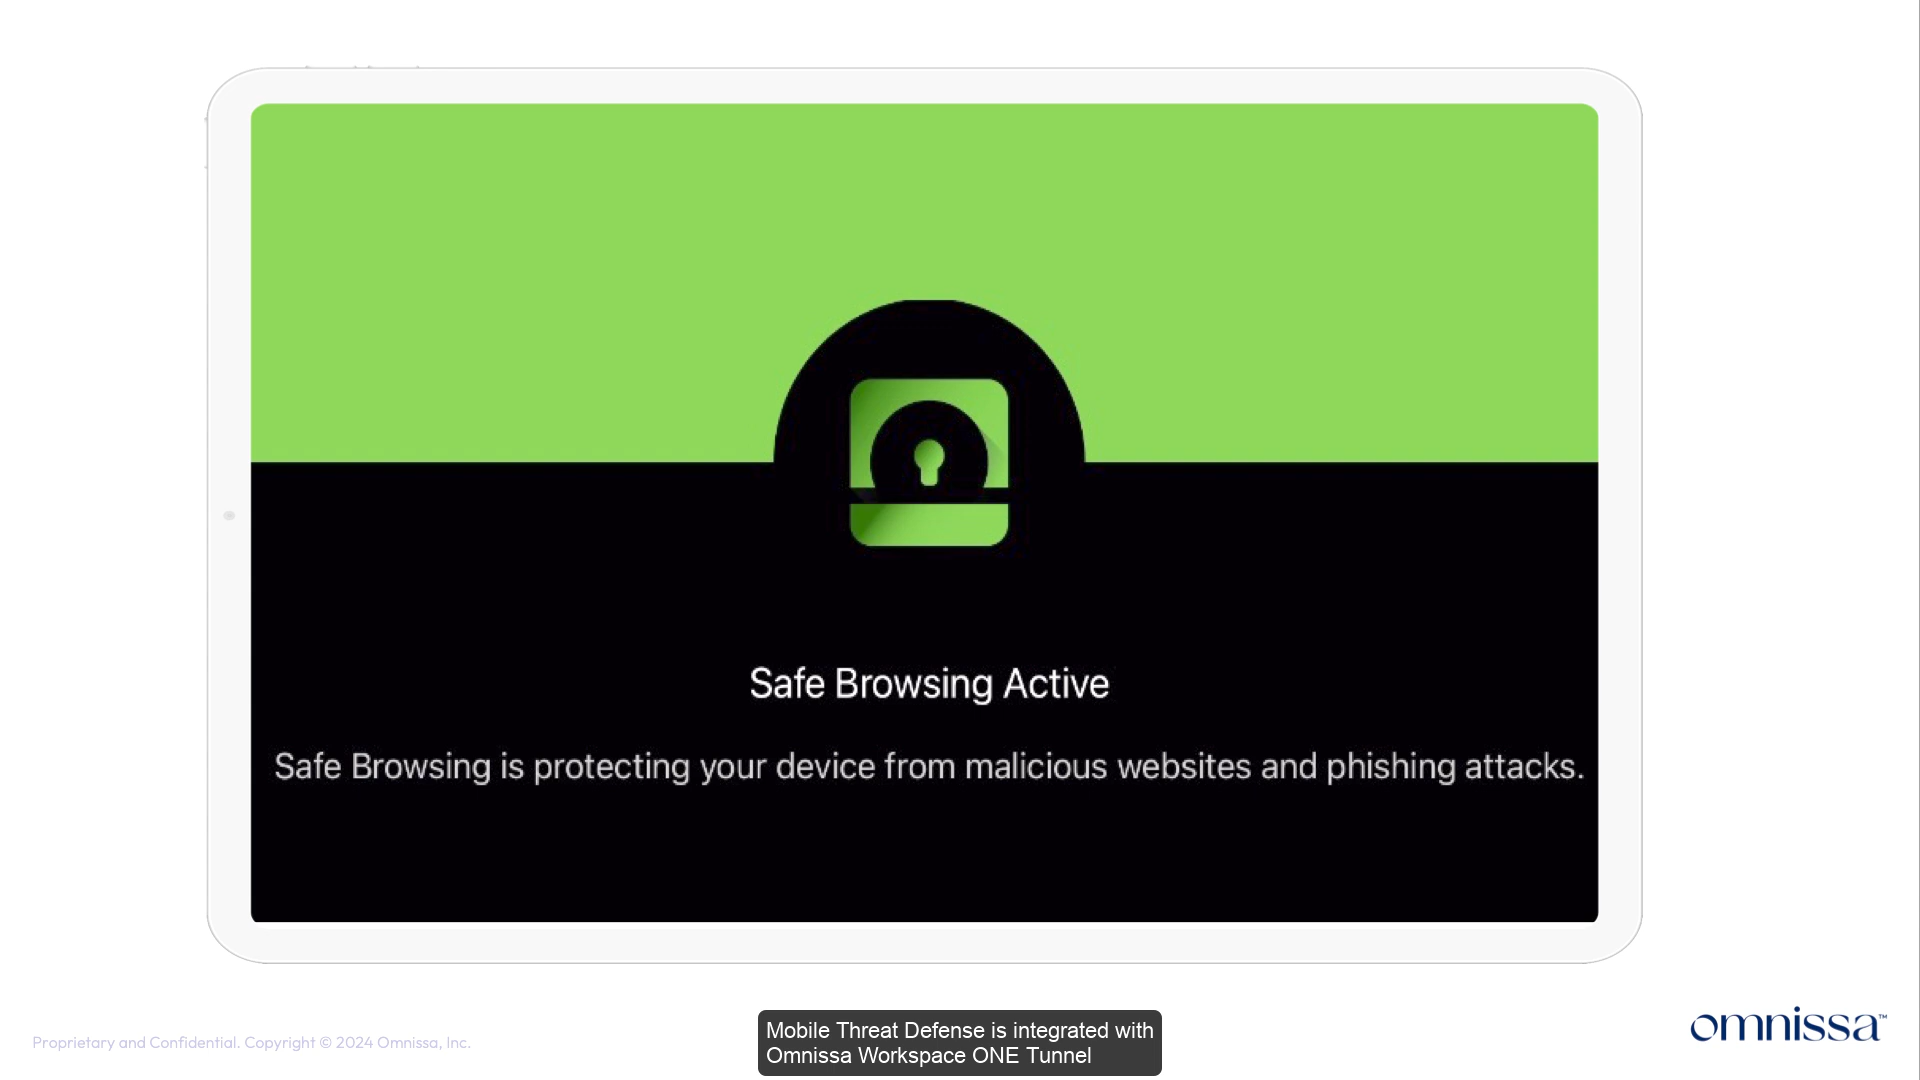 Safe Browsing Active
Safe Browsing is protecting your device from malicious websites and phishing attacks.
Proprietary and Confidential. Copyright © 2024 Omnissa, Inc.
Mobile Threat Defense is integrated with
Omnissa Workspace ONE Tunnel
omnissa™